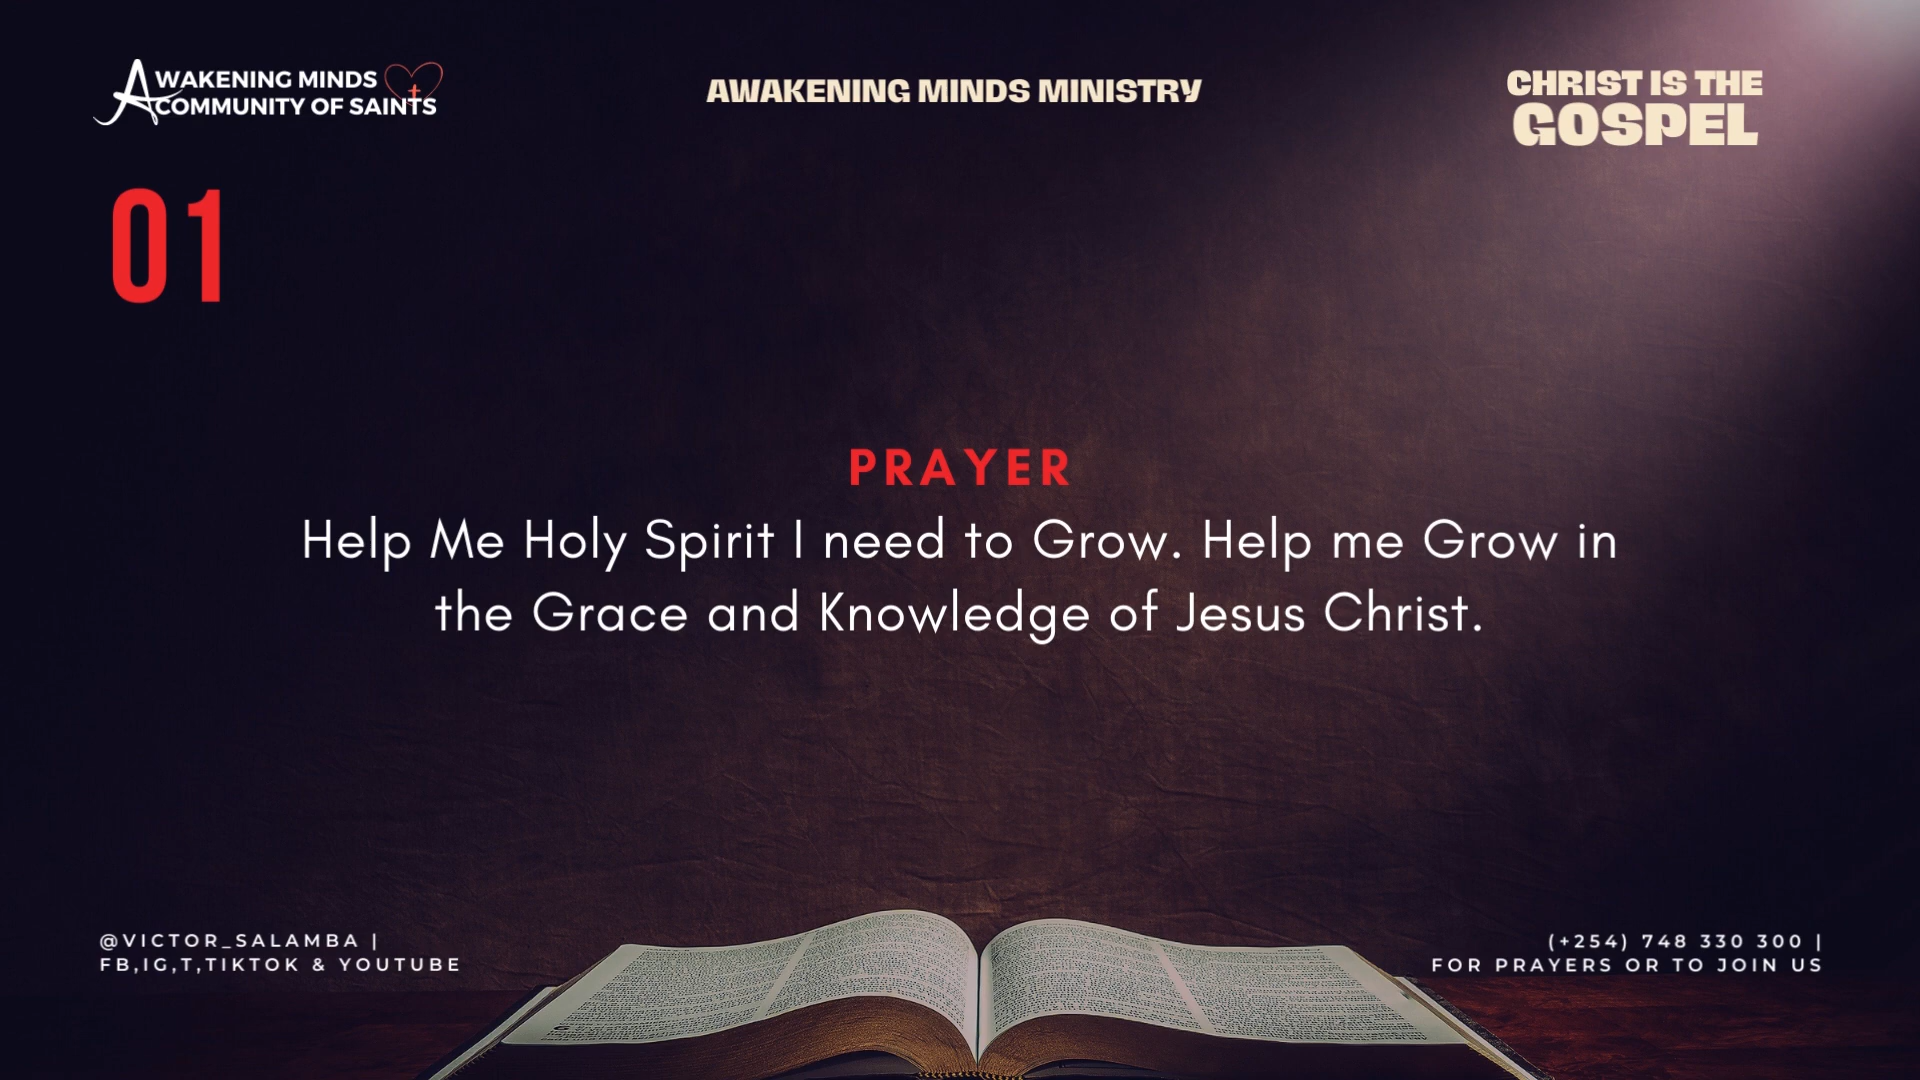 AWAKENING MINDS
COMMUNITY OF SAINTS
AWAKENING MINDS MINISTRY
CHRIST IS THE
GOSPEL
01
PRAYER
Help Me Holy Spirit I need to Grow. Help me Grow in
the Grace and Knowledge of Jesus Christ.
@VICTOR_SALAMBA |
FB,IG,T,TIKTOK & YOUTUBE
(+254) 748 330 300 |
FOR PRAYERS OR TO JOIN US